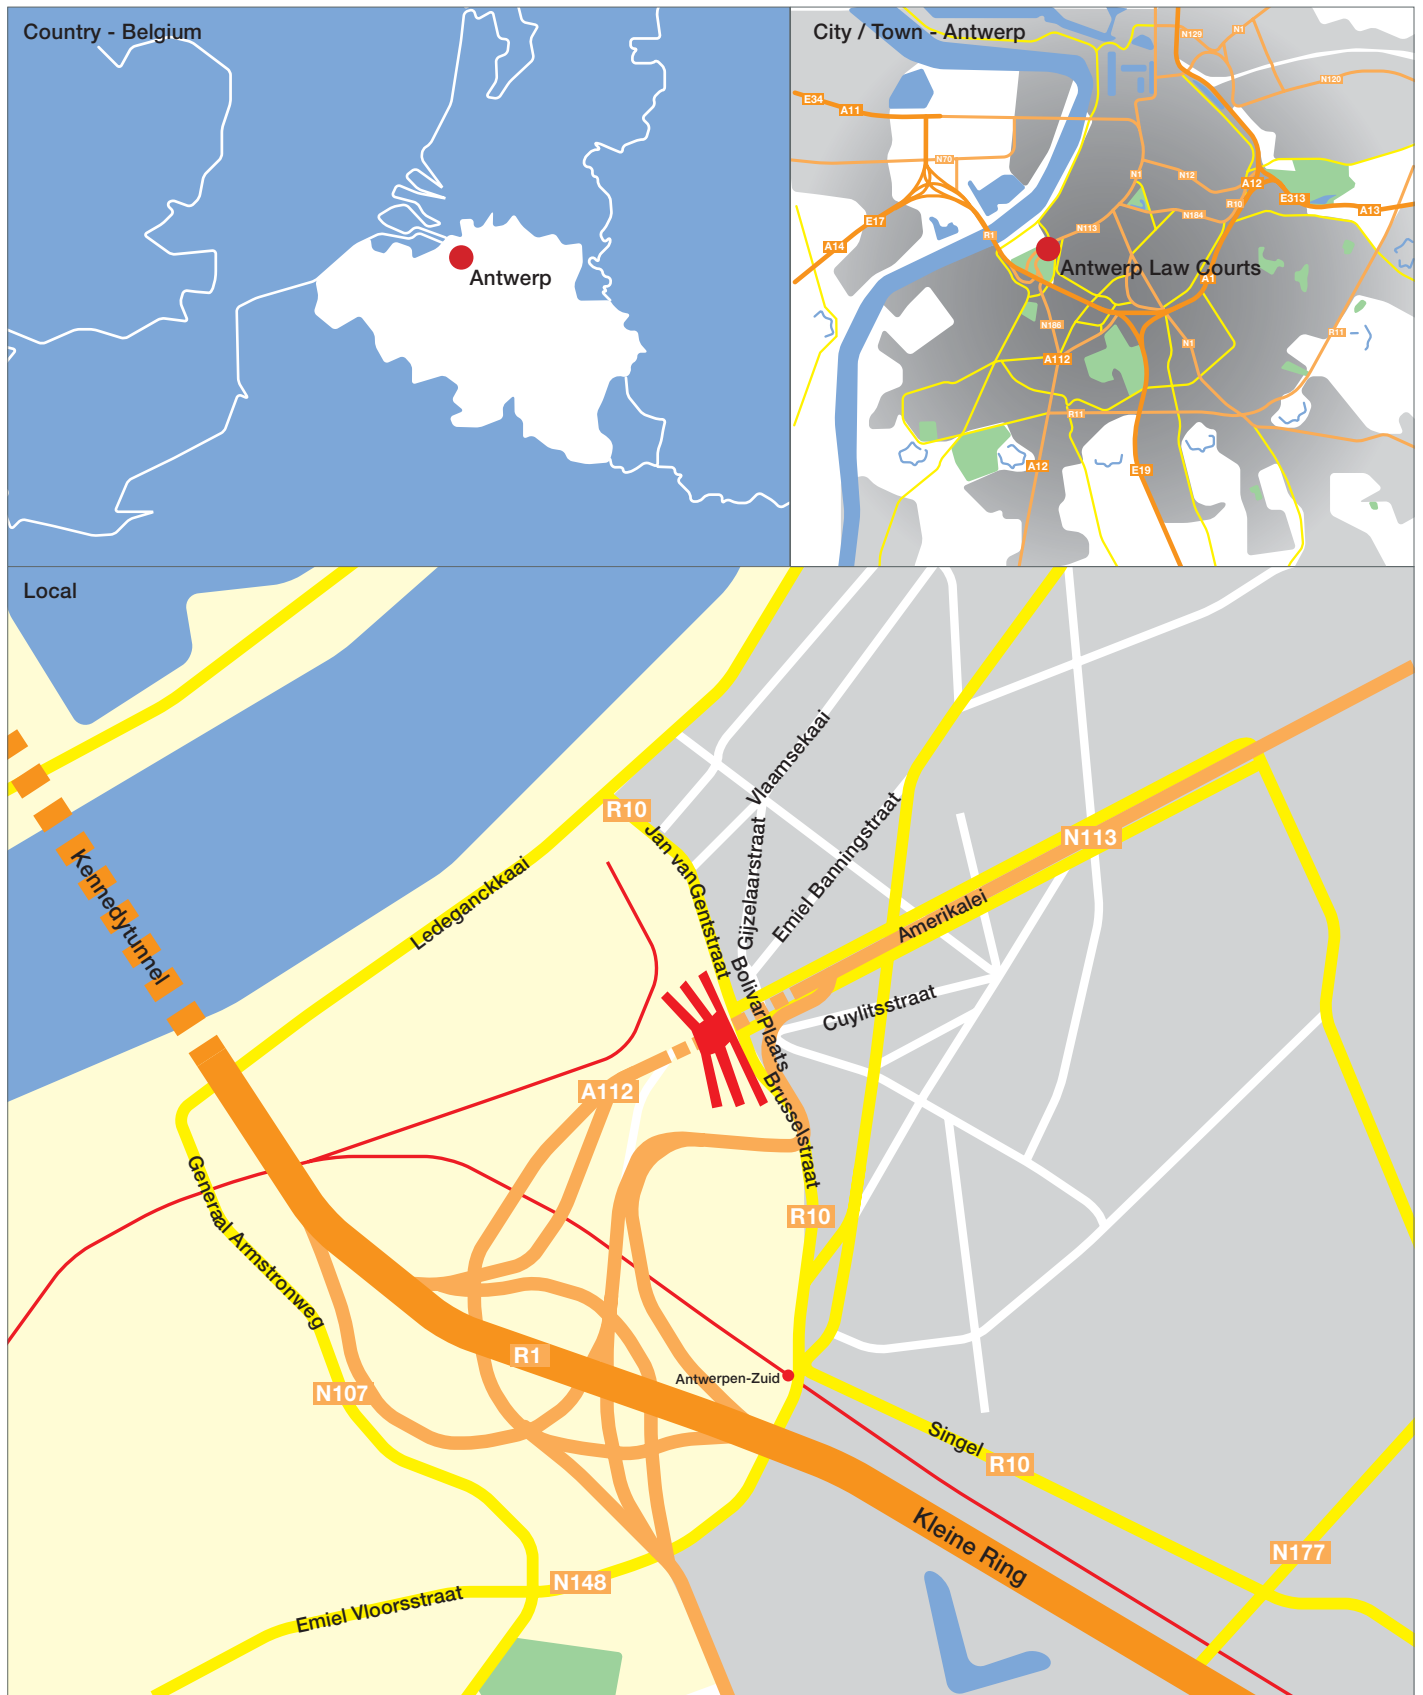 Country - Belgium
Antwerp
City / Town - Antwerp
N129
N1
N120
E34
A11
N70
N1
N12
A12
E313
A13
R10
N184
N113
E17
A14
R1
Antwerp Law Courts
A1
N186
A112
N1
R11
R11
A12
E19
Local
Vlaamsekaai
R10
Jan vanGentstraat
Gijzelaarstraat
Emiel Banningstraat
N113
Kennedytunnel
Ledeganckkaai
Amerikalei
BolivarPlaats
Cuylitsstraat
A112
Brusselstraat
Generaal Armstronweg
R10
R1
N107
Antwerpen-Zuid
Singel
R10
Kleine Ring
N177
N148
Emiel Vloorsstraat